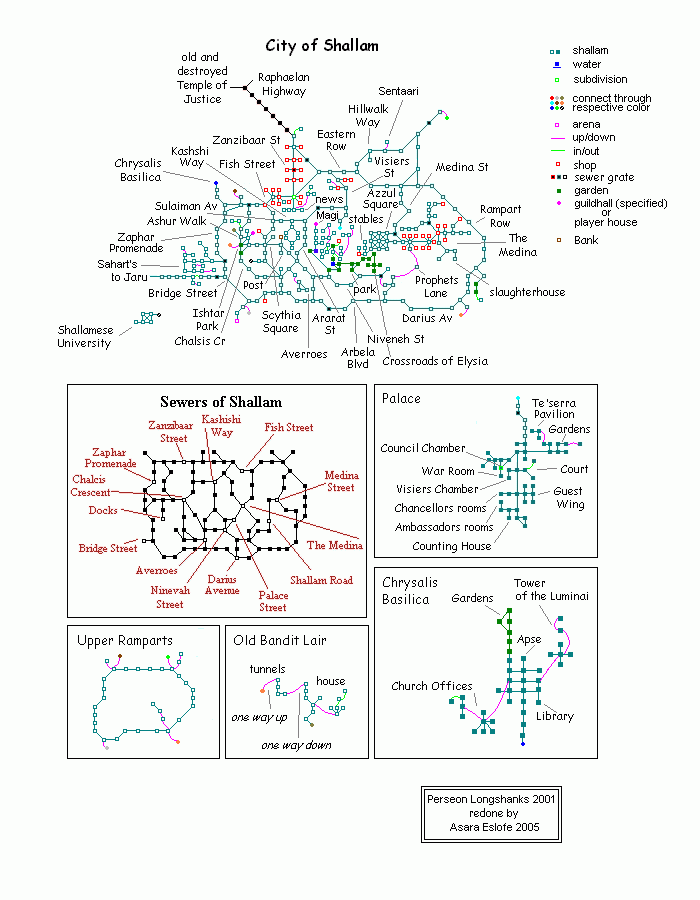 City of Shallam
old and
destroyed
Temple of
Justice
Raphaelan
Highway
Sentaari
Hillwalk
Way
Zanzibaar St
Eastern
Row
Kashshi
Way
Visiers
St
Medina St
Chrysalis
Basilica
Fish Street
Azzul
Square
news
Magi
stables
Sulaiman Av
Ashur Walk
Rampart
Row
Zaphar
Promenade
The
Medina
Sahart's
to Jaru
Bridge Street
Post
park
Prophets
Lane
slaughterhouse
Ishtar
Park
Scythia
Square
Ararat
St
Darius Av
Shallamese
University
Chalsis Cr
Niveneh St
Averroes
Arbela
Blvd
Crossroads of Elysia
shallam
water
subdivision
connect through
respective color
arena
up/down
in/out
shop
sewer grate
garden
guildhall (specified)
or
player house
Bank
Sewers of Shallam
Zanzibaar
Street
Kashishi
Way
Fish Street
Zaphar
Promenade
Chalcis
Crescent
Medina
Street
Docks
Bridge Street
The Medina
Averroes
Ninevah
Street
Darius
Avenue
Palace
Street
Shallam Road
Palace
Te'serra
Pavilion
Gardens
Council Chamber
War Room
Court
Visiers Chamber
Guest
Wing
Chancellors rooms
Ambassadors rooms
Counting House
Chrysalis
Basilica
Gardens
Tower
of the Luminai
Apse
Church Offices
Library
Upper Ramparts
Old Bandit Lair
tunnels
house
one way up
one way down
Perseon Longshanks 2001
redone by
Asara Eslofe 2005